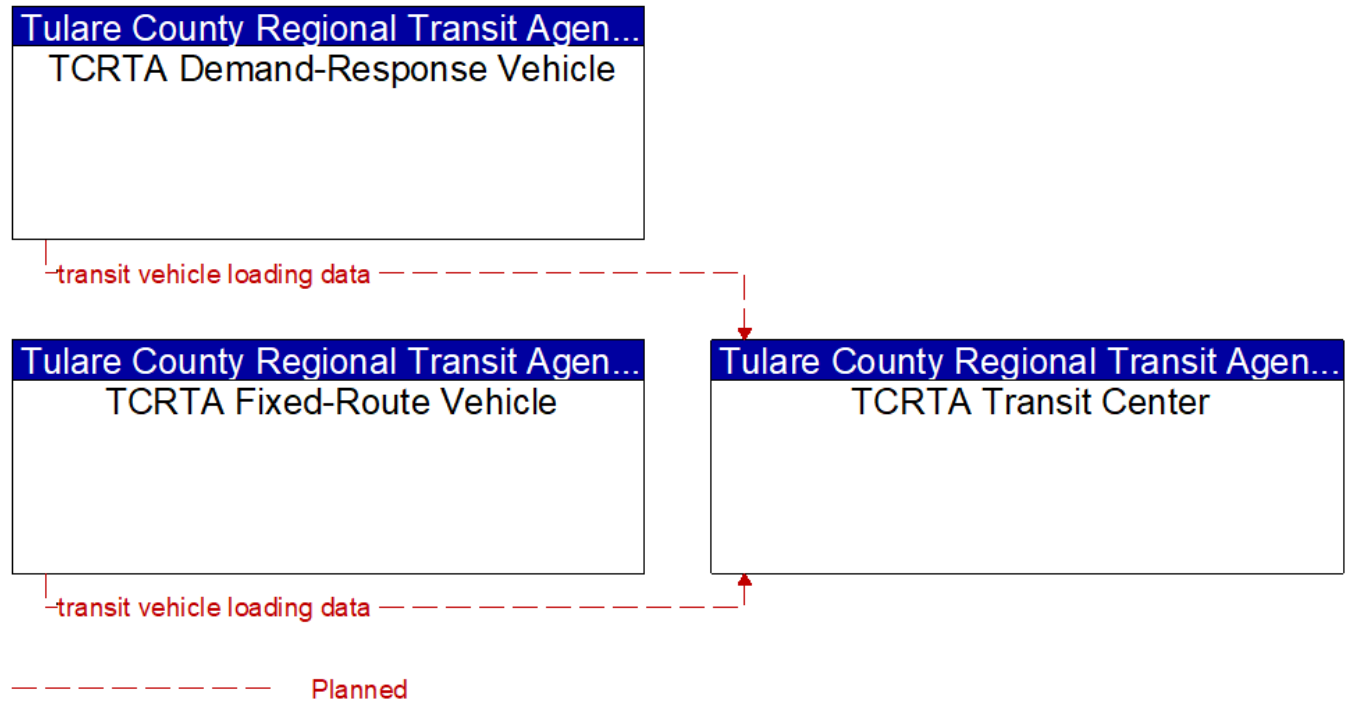 Tulare County Regional Transit Agen...
TCRTA Demand-Response Vehicle
transit vehicle loading data
Tulare County Regional Transit Agen...
TCRTA Fixed-Route Vehicle
Tulare County Regional Transit Agen...
TCRTA Transit Center
transit vehicle loading data
Planned